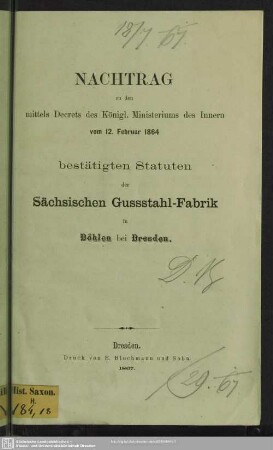 18/7 67.
NACHTRAG
zu den
mittels Decrets des Königl. Ministeriums des Innern
vom 12. Februar 1864
bestätigten Statuten
der
Sächsischen Gussstahl-Fabrik
in
Döhlen bei Dresden.
Dresden.
Druck von E. Blochmann und Sohn.
1867.
Hist. Saxon.
H.
184, 18
29. 67